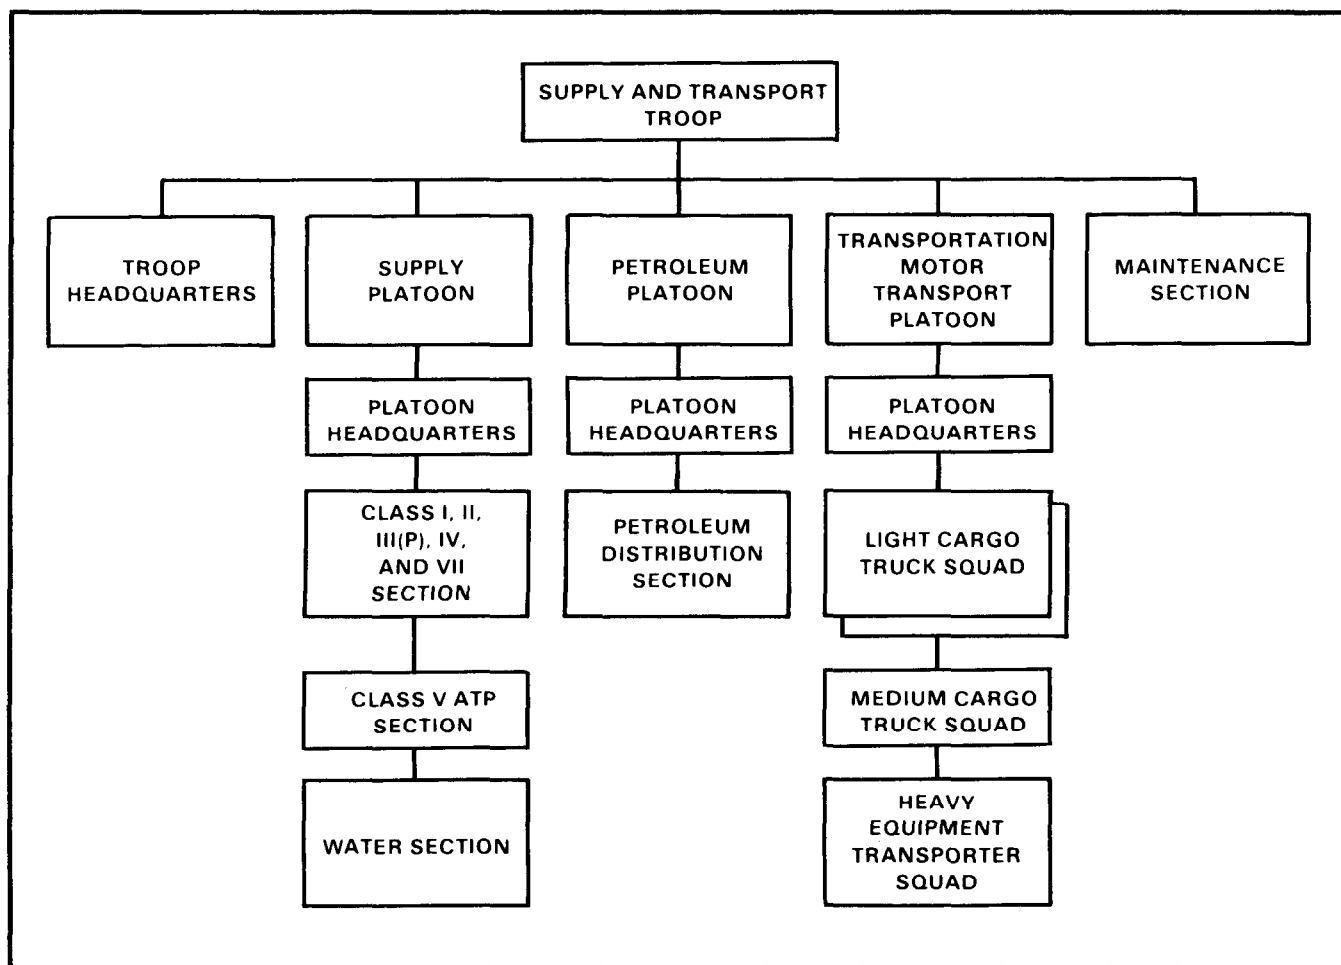 SUPPLY AND TRANSPORT
TROOP
TROOP
HEADQUARTERS
SUPPLY
PLATOON
PETROLEUM
PLATOON
TRANSPORTATION
MOTOR
TRANSPORT
PLATOON
MAINTENANCE
SECTION
PLATOON
HEADQUARTERS
PLATOON
HEADQUARTERS
PLATOON
HEADQUARTERS
CLASS I, II,
III(P), IV,
AND VII
SECTION
PETROLEUM
DISTRIBUTION
SECTION
LIGHT CARGO
TRUCK SQUAD
CLASS V ATP
SECTION
MEDIUM CARGO
TRUCK SQUAD
WATER SECTION
HEAVY
EQUIPMENT
TRANSPORTER
SQUAD